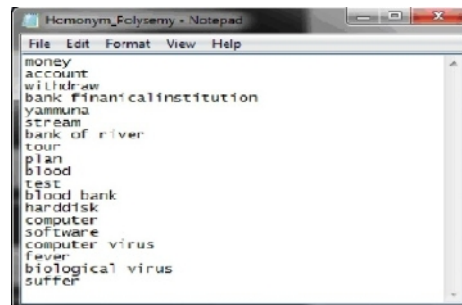 Homonym_Polysemy - Notepad
File Edit Format View Help
money
account
withdraw
bank finanicalinstitution
yammuna
stream
bank of river
tour
plan
blood
test
blood bank
harddisk
computer
software
computer virus
fever
biological virus
suffer